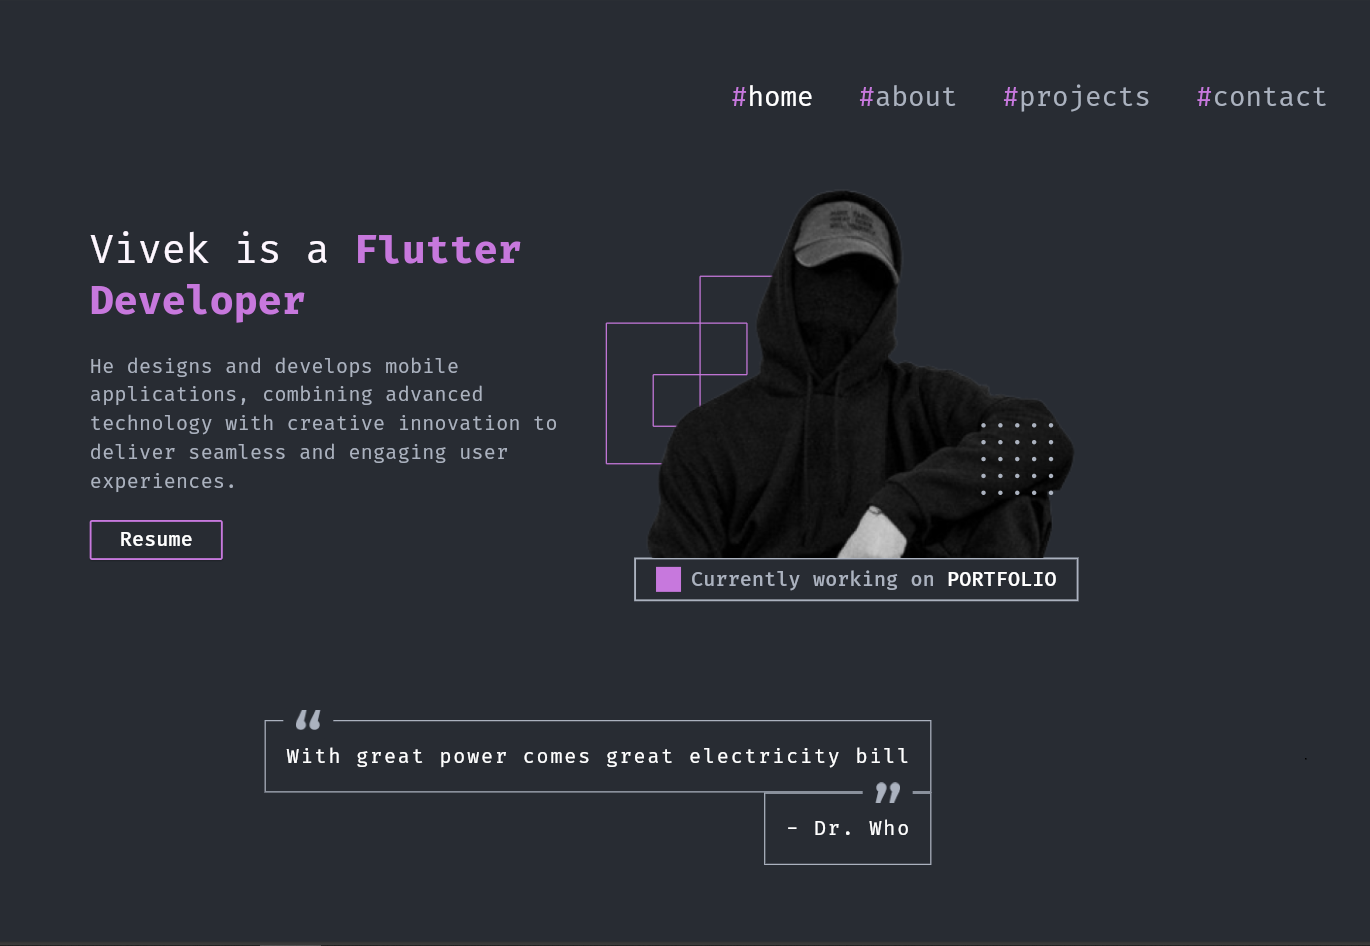 #home #about #projects #contact
Vivek is a Flutter
Developer
He designs and develops mobile
applications, combining advanced
technology with creative innovation to
deliver seamless and engaging user
experiences.
Resume
Currently working on PORTFOLIO
“
With great power comes great electricity bill
”
- Dr. Who